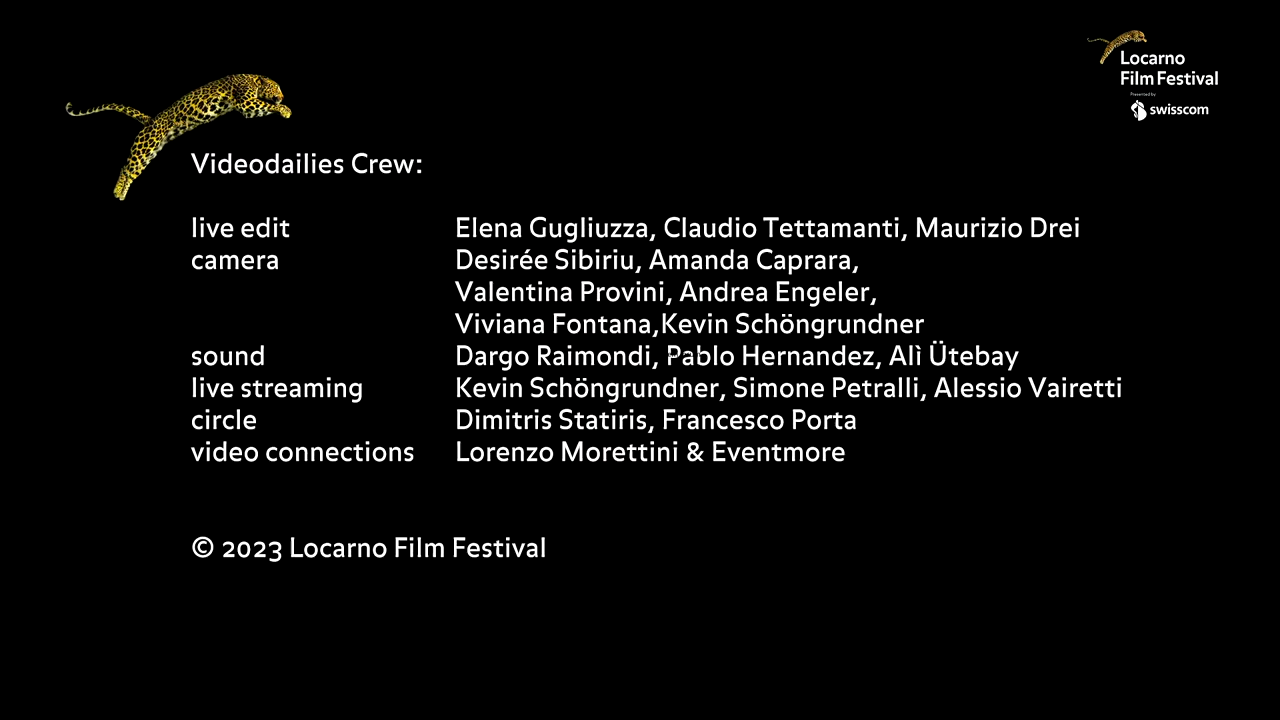 Locarno
Film Festival
Presented by
swisscom
Videodailies Crew:
live edit Elena Gugliuzza, Claudio Tettamanti, Maurizio Drei
camera Desirée Sibiriu, Amanda Caprara,
Valentina Provini, Andrea Engeler,
Viviana Fontana,Kevin Schöngrundner
sound Dargo Raimondi, Pablo Hernandez, Alì Ütebay
live streaming Kevin Schöngrundner, Simone Petralli, Alessio Vairetti
circle Dimitris Statiris, Francesco Porta
video connections Lorenzo Morettini & Eventmore
© 2023 Locarno Film Festival